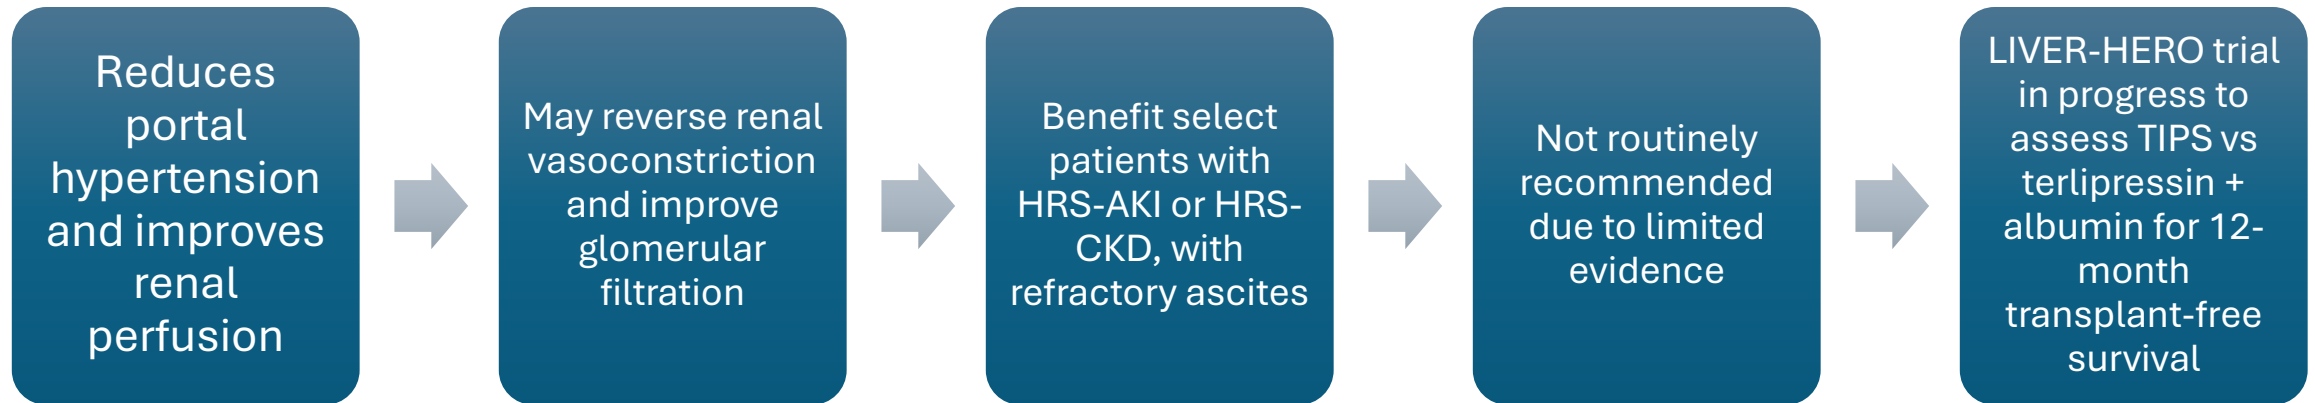 Reduces
portal
hypertension
and improves
renal
perfusion
May reverse renal
vasoconstriction
and improve
glomerular
filtration
Benefit select
patients with
HRS-AKI or HRS-
CKD, with
refractory ascites
Not routinely
recommended
due to limited
evidence
LIVER-HERO trial
in progress to
assess TIPS vs
terlipressin +
albumin for 12-
month
transplant-free
survival